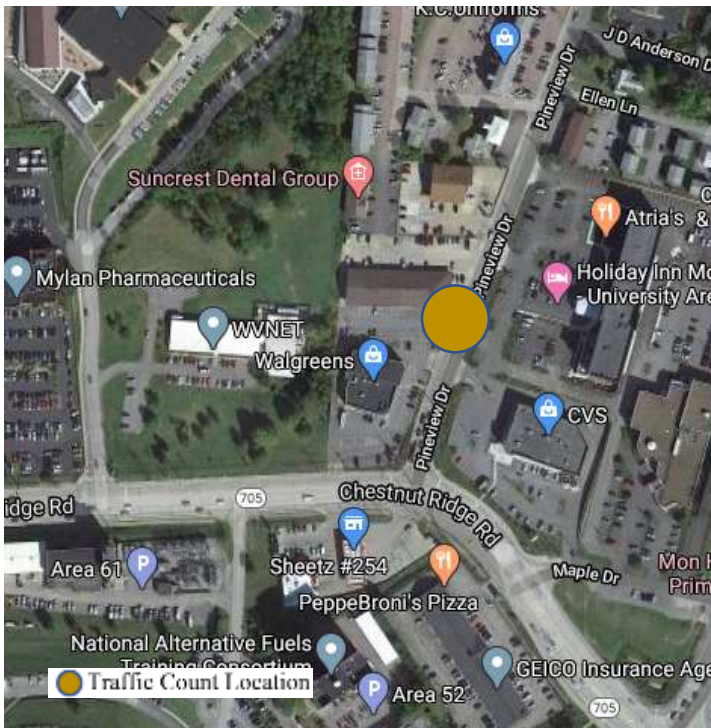 K.C.Uniforms
J D Anderson D
Pineview Dr
Ellen Ln
Suncrest Dental Group
Atria's &
Pineview Dr
Holiday Inn Mo
University Are
Mylan Pharmaceuticals
WVNET
Walgreens
CVS
Pineview Dr
705
Chestnut Ridge Rd
idge Rd
Sheetz #254
Area 61
P
Maple Dr
Mon H
Prim
PeppeBroni's Pizza
National Alternative Fuels
Training Consortium
GEICO Insurance Age
Traffic Count Location
P
Area 52
705